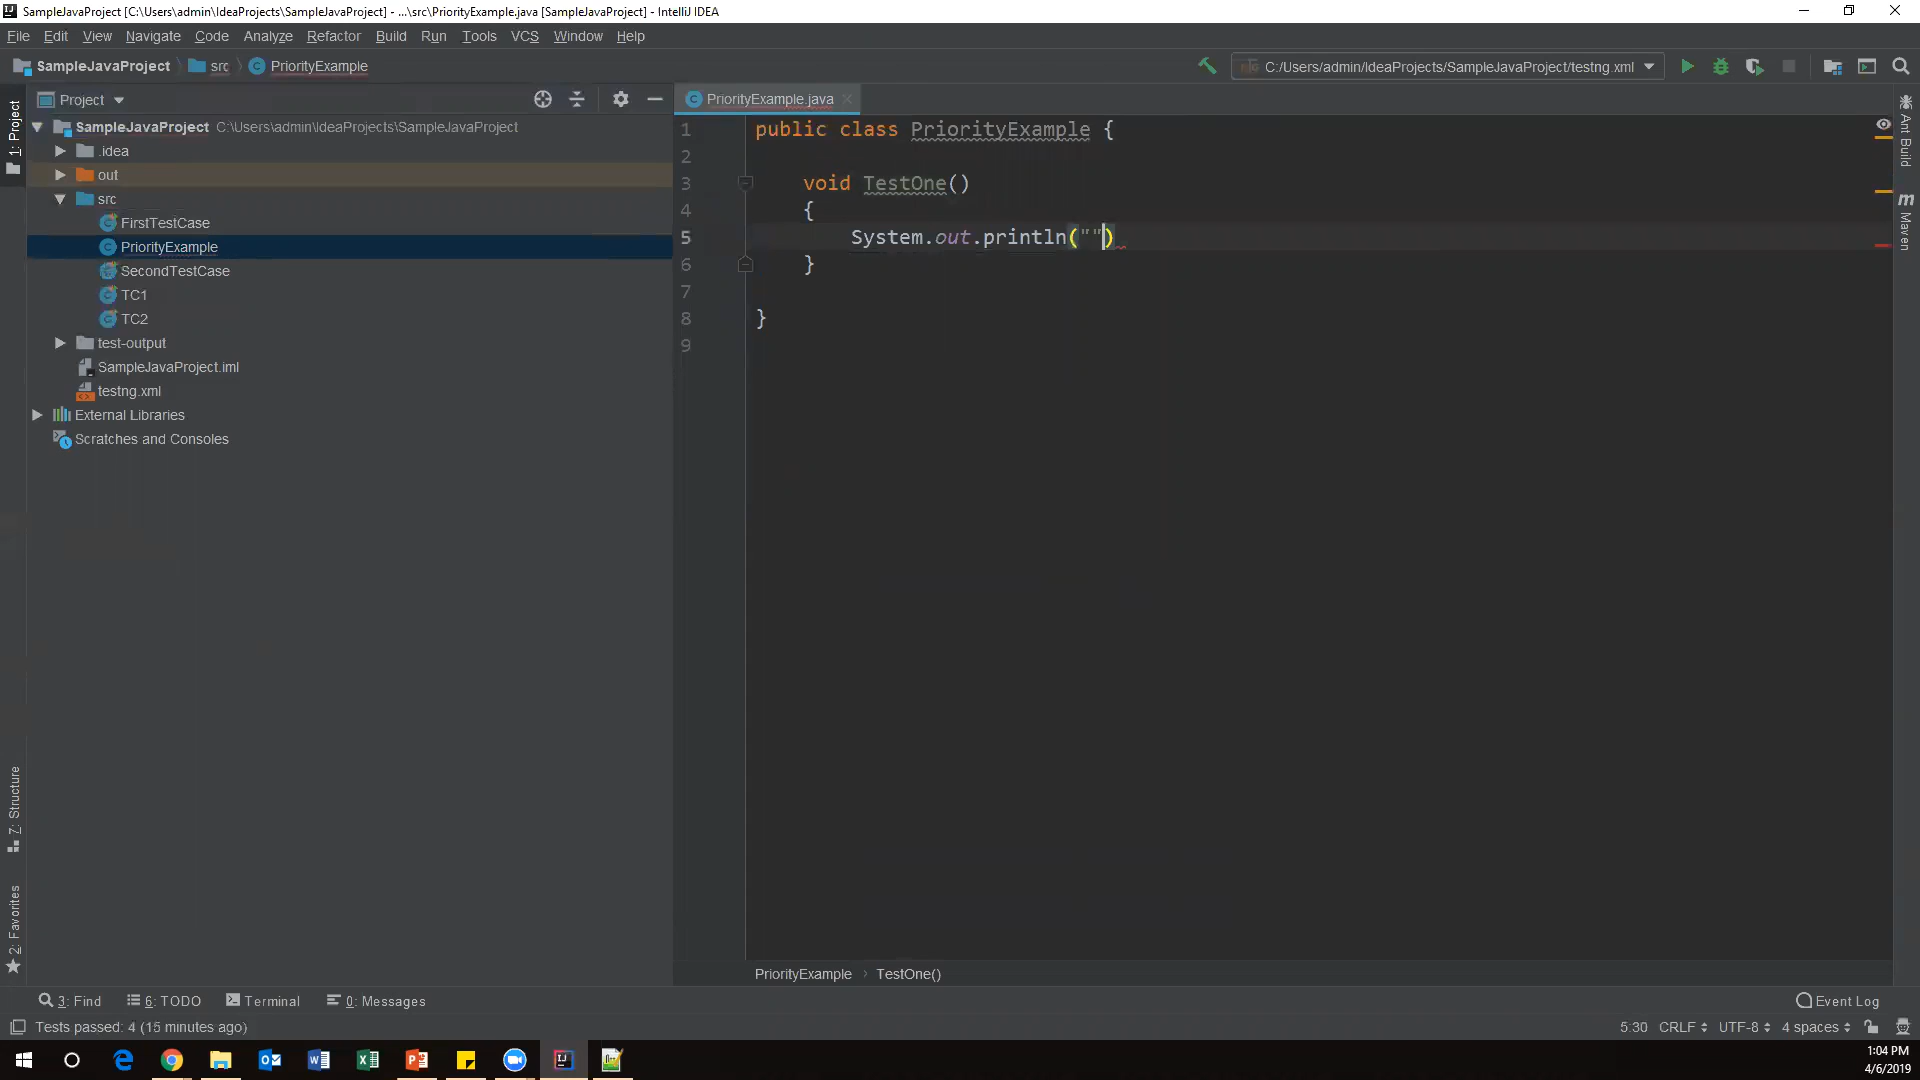 SampleJavaProject [C:\Users\admin\IdeaProjects\SampleJavaProject] - ...\src\PriorityExample.java [SampleJavaProject] - IntelliJ IDEA
File Edit View Navigate Code Analyze Refactor Build Run Tools VCS Window Help
SampleJavaProject src PriorityExample
C:/Users/admin/IdeaProjects/SampleJavaProject/testng.xml
1: Project
Project
PriorityExample.java
SampleJavaProject C:\Users\admin\IdeaProjects\SampleJavaProject
.idea
out
src
FirstTestCase
PriorityExample
SecondTestCase
TC1
TC2
test-output
SampleJavaProject.iml
testng.xml
External Libraries
Scratches and Consoles
1 public class PriorityExample {
2
3 void TestOne()
4 {
5 System.out.println("")
6 }
7
8 }
9
Ant Build
m Maven
7: Structure
2: Favorites
PriorityExample › TestOne()
3: Find 6: TODO Terminal 0: Messages Event Log
Tests passed: 4 (15 minutes ago) 5:30 CRLF UTF-8 4 spaces
1:04 PM
4/6/2019